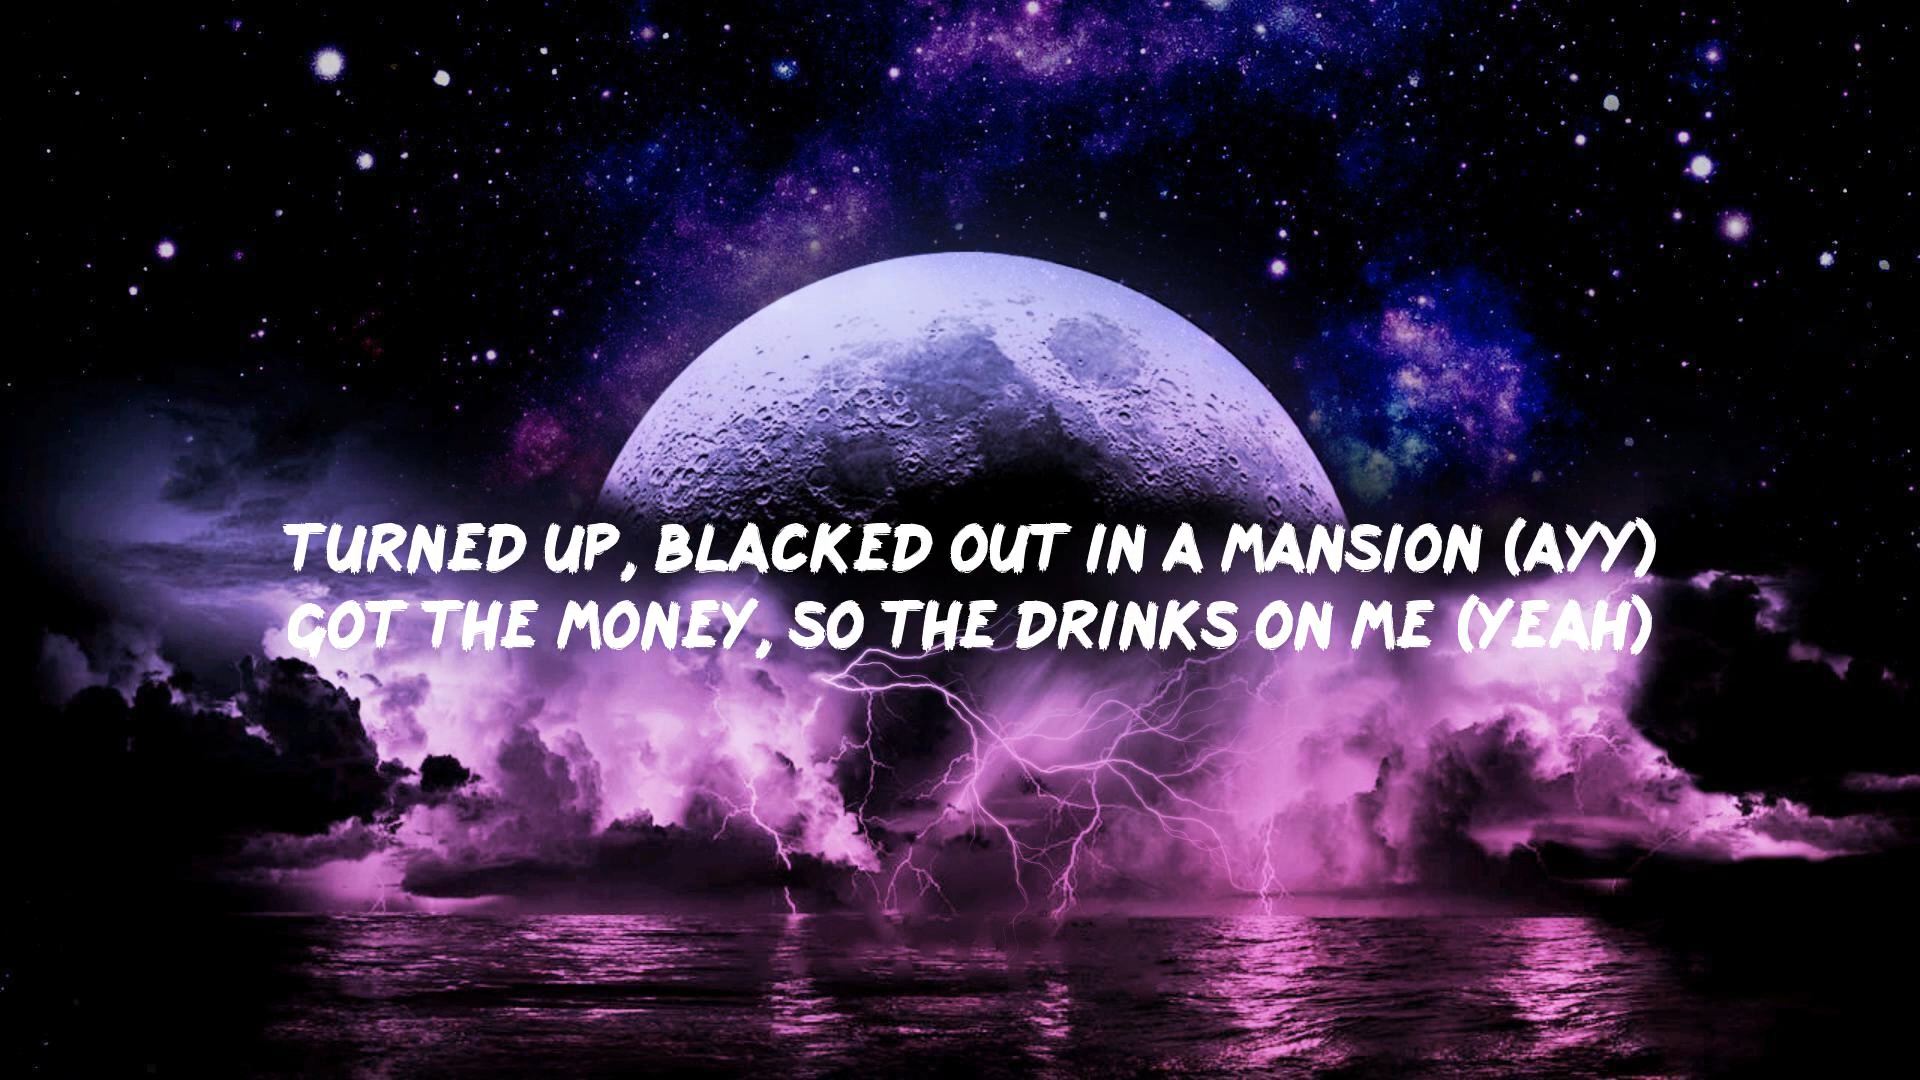 TURNED UP, BLACKED OUT IN A MANSION (AYY)
GOT THE MONEY, SO THE DRINKS ON ME (YEAH)